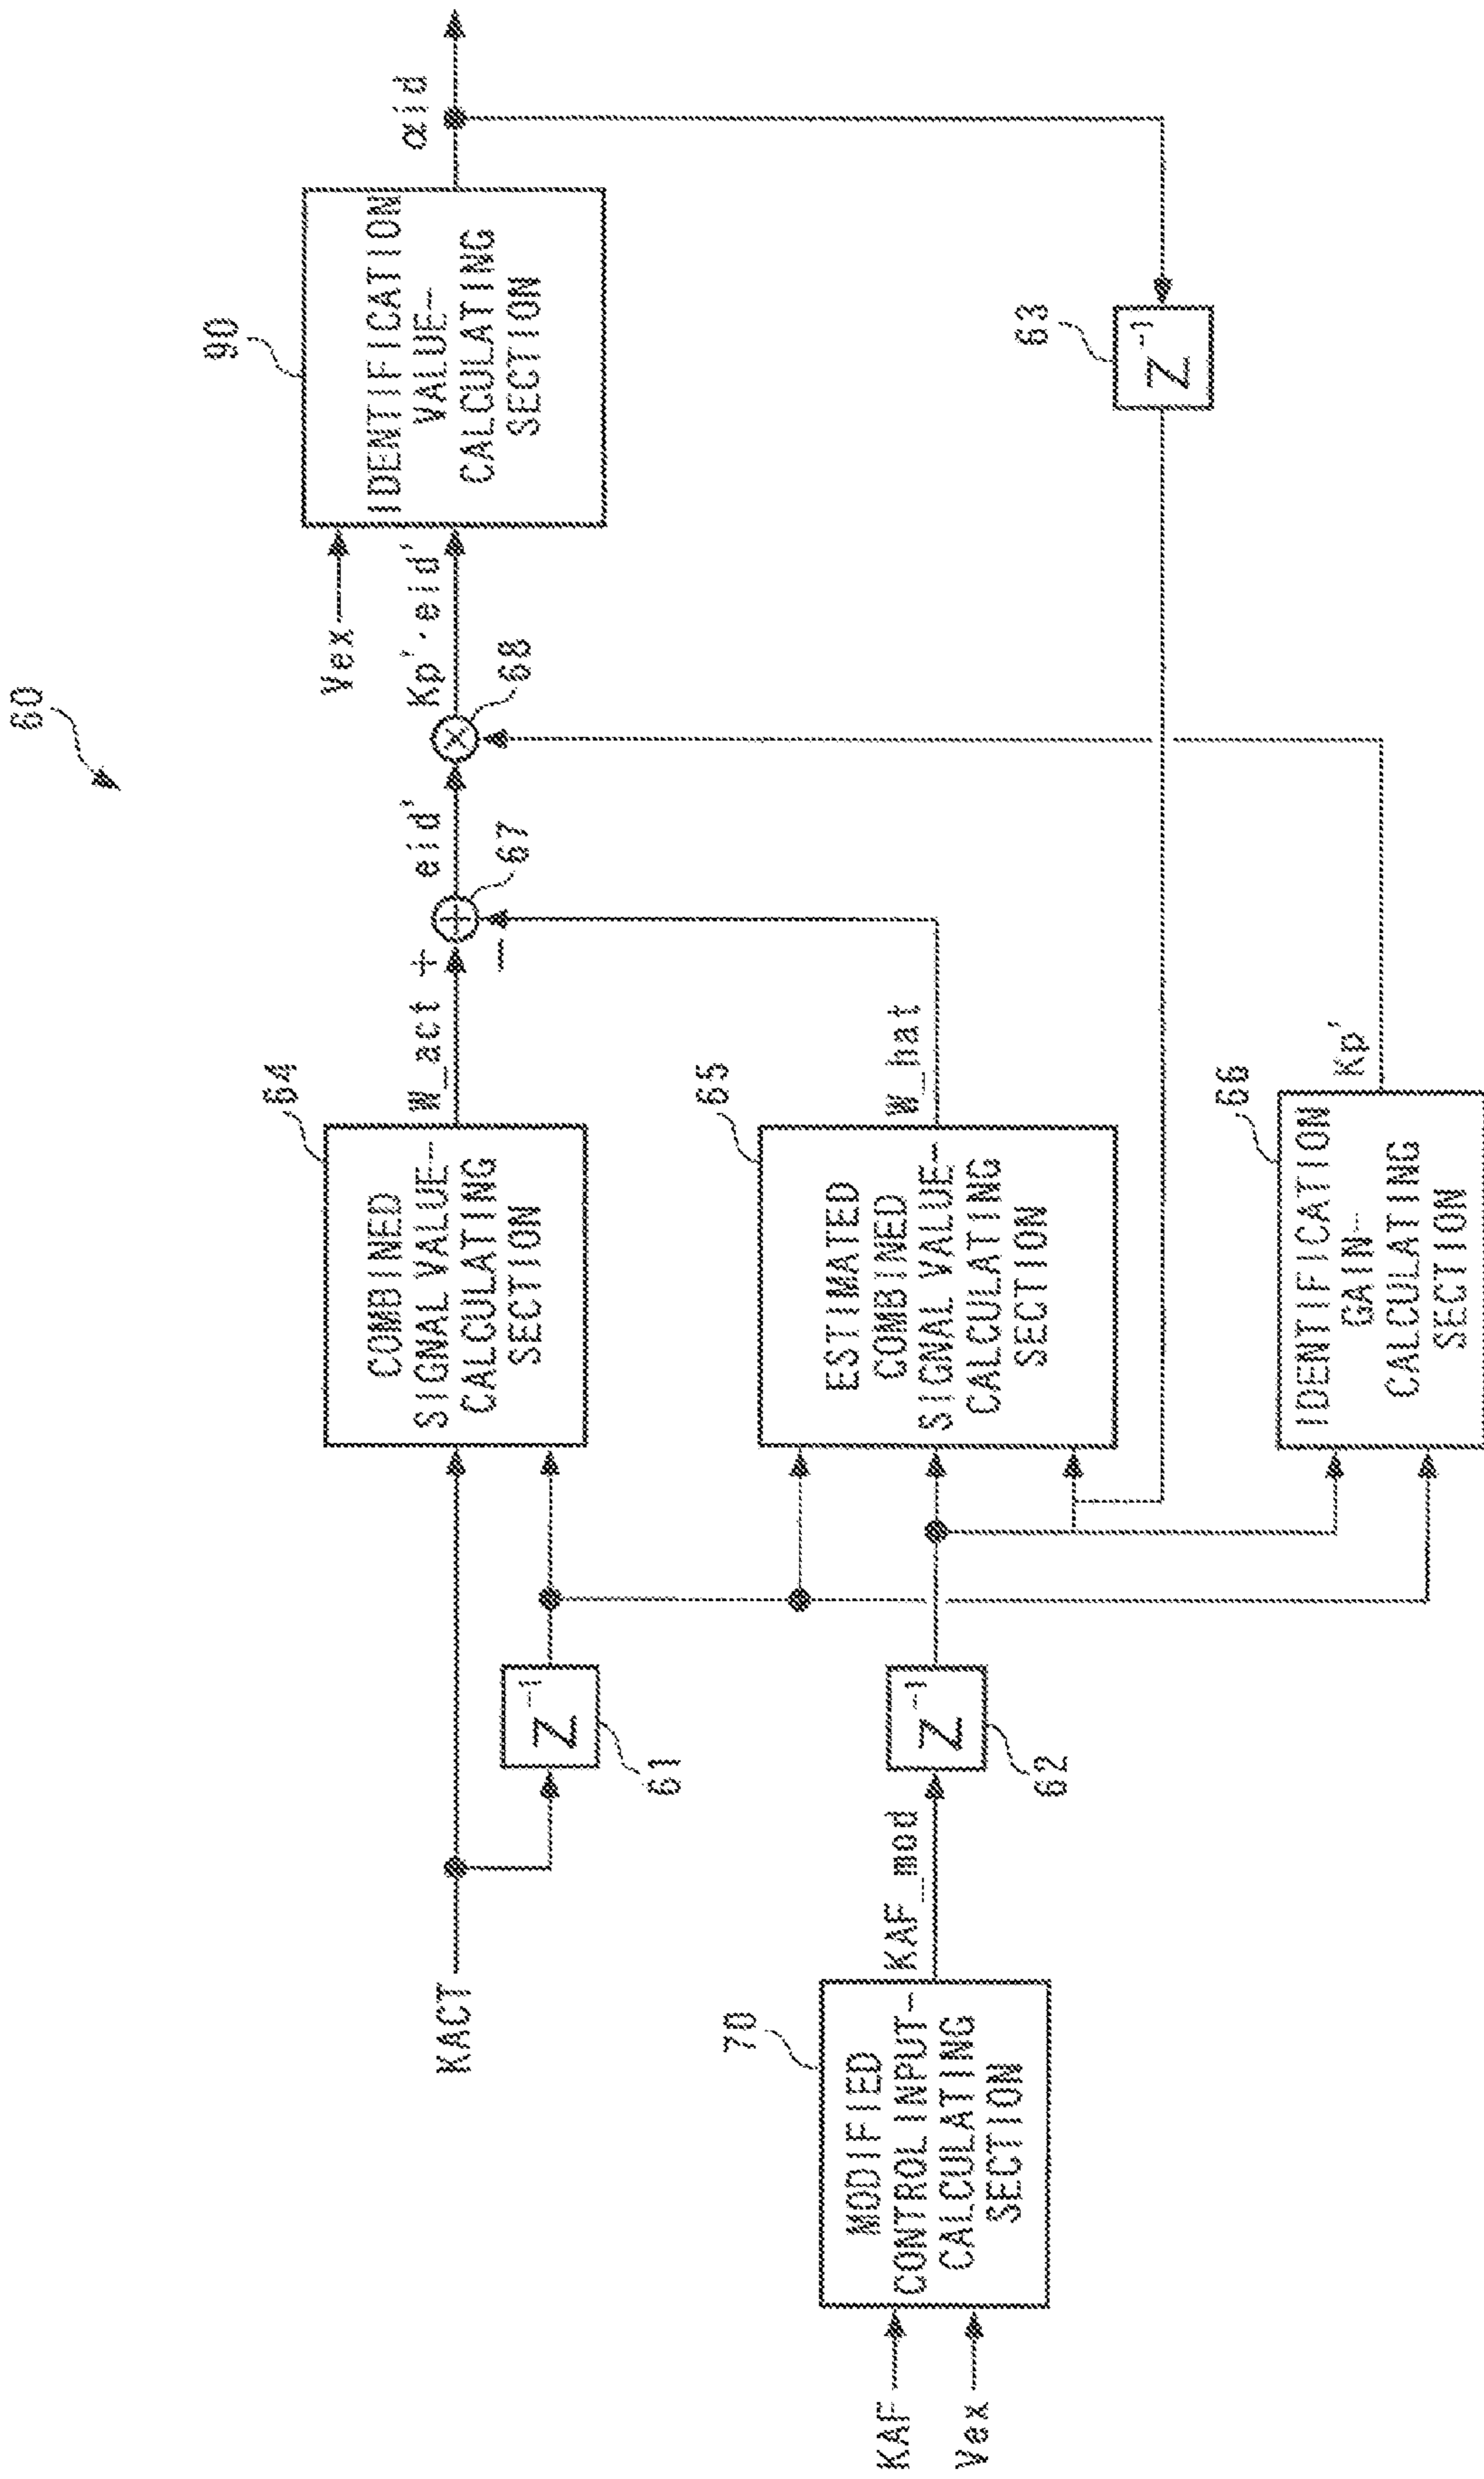 60
KACT
61
Z⁻¹
64
COMBINED
SIGNAL VALUE–
CALCULATING
SECTION
W_act
+
–
67
eid'
68
Kp'·eid'
Vex
90
IDENTIFICATION
VALUE–
CALCULATING
SECTION
αid
KAF
Vex
70
MODIFIED
CONTROL INPUT–
CALCULATING
SECTION
KAF_mod
62
Z⁻¹
65
ESTIMATED
COMBINED
SIGNAL VALUE–
CALCULATING
SECTION
W_hat
63
Z⁻¹
66
IDENTIFICATION
GAIN–
CALCULATING
SECTION
Kp'